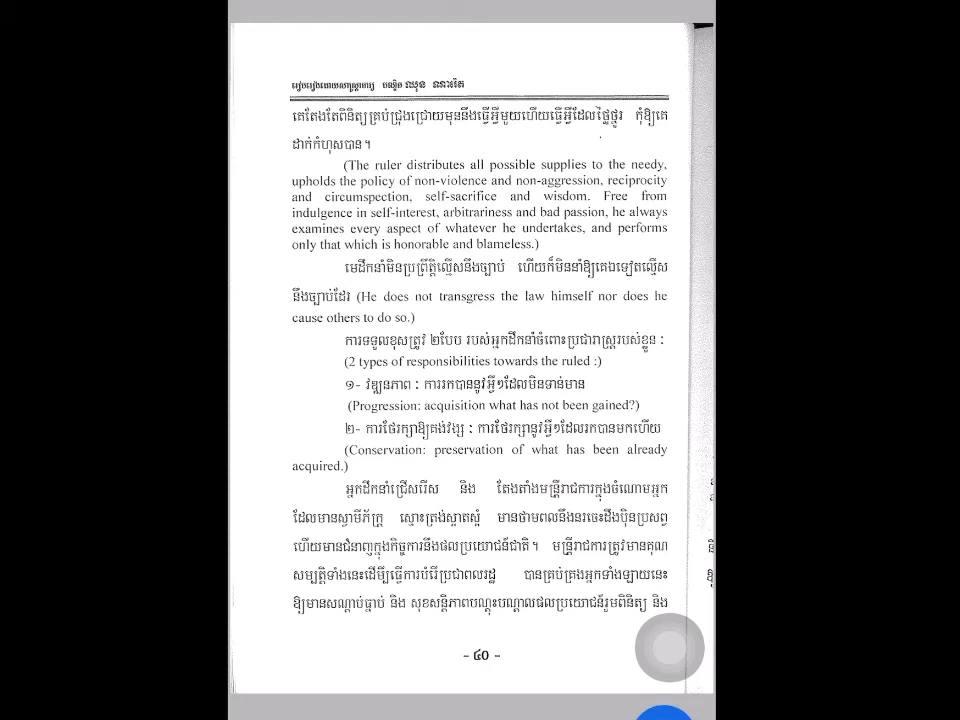 រៀបរៀងដោយសាស្ត្រាចារ្យ បណ្ឌិត ឈុន ណារ៉េត
គេតែងតែពិនិត្យគ្រប់ជ្រុងជ្រោយមុននឹងធ្វើអ្វីមួយហើយធ្វើអ្វីដែលថ្លៃថ្នូរ កុំឱ្យគេ
ដាក់កំហុសបាន។
(The ruler distributes all possible supplies to the needy,
upholds the policy of non-violence and non-aggression, reciprocity
and circumspection, self-sacrifice and wisdom. Free from
indulgence in self-interest, arbitrariness and bad passion, he always
examines every aspect of whatever he undertakes, and performs
only that which is honorable and blameless.)
មេដឹកនាំមិនប្រព្រឹត្តិល្មើសនឹងច្បាប់ ហើយក៏មិននាំឱ្យគេឯទៀតល្មើស
នឹងច្បាប់ដែរ (He does not transgress the law himself nor does he
cause others to do so.)
ការទទួលខុសត្រូវ ២បែប របស់អ្នកដឹកនាំចំពោះប្រជារាស្ត្ររបស់ខ្លួន :
(2 types of responsibilities towards the ruled :)
១- វឌ្ឍនភាព : ការរកបាននូវអ្វី១ដែលមិនទាន់មាន
(Progression: acquisition what has not been gained?)
២- ការថែរក្សាឱ្យគង់វង្ស : ការថែរក្សានូវអ្វី១ដែលរកបានមកហើយ
(Conservation: preservation of what has been already
acquired.)
អ្នកដឹកនាំជ្រើសរើស និង តែងតាំងមន្ត្រីរាជការក្នុងចំណោមអ្នក
ដែលមានស្វាមីភ័ក្ត្រ ស្មោះត្រង់ស្អាតស្អំ មានថាមពលនឹងនរចេះដឹងប៉ិនប្រសព្វ
ហើយមានជំនាញក្នុងកិច្ចការនឹងផលប្រយោជន៍ជាតិ។ មន្ត្រីរាជការត្រូវមានគុណ
សម្បត្តិទាំងនេះដើម្បីធ្វើការបំរើប្រជាពលរដ្ឋ បានគ្រប់គ្រងអ្នកទាំងឡាយនេះ
ឱ្យមានសណ្តាប់ធ្នាប់ និង សុខសន្តិភាពបណ្តុះបណ្តាលផលប្រយោជន៍រួមពិនិត្យ និង
- ៤០ -